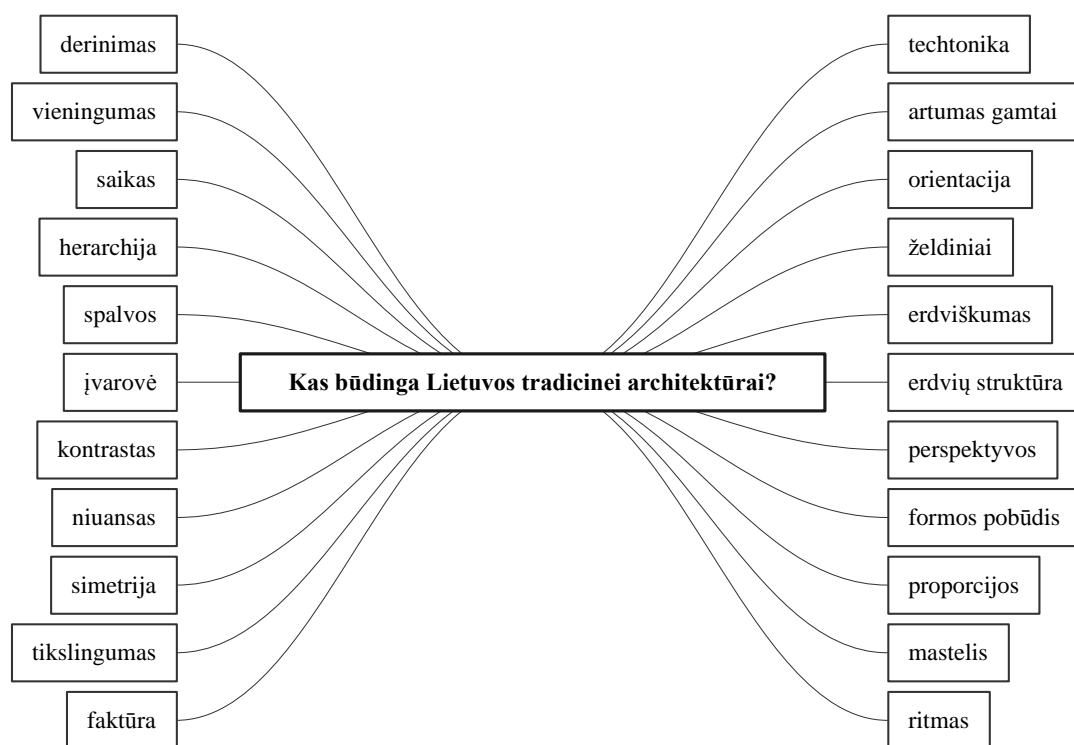 derinimas
vieningumas
saikas
herarchija
spalvos
įvarovė
kontrastas
niuansas
simetrija
tikslingumas
faktūra
Kas būdinga Lietuvos tradicinei architektūrai?
techtonika
artumas gamtai
orientacija
želdiniai
erdviškumas
erdvių struktūra
perspektyvos
formos pobūdis
proporcijos
mastelis
ritmas